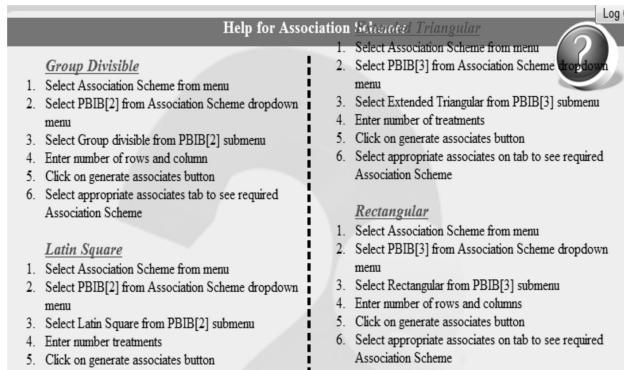 Log
Help for Association Schemes
Group Divisible
1. Select Association Scheme from menu
2. Select PBIB[2] from Association Scheme dropdown
menu
3. Select Group divisible from PBIB[2] submenu
4. Enter number of rows and column
5. Click on generate associates button
6. Select appropriate associates tab to see required
Association Scheme
Latin Square
1. Select Association Scheme from menu
2. Select PBIB[2] from Association Scheme dropdown
menu
3. Select Latin Square from PBIB[2] submenu
4. Enter number treatments
5. Click on generate associates button
Extended Triangular
1. Select Association Scheme from menu
2. Select PBIB[3] from Association Scheme dropdown
menu
3. Select Extended Triangular from PBIB[3] submenu
4. Enter number of treatments
5. Click on generate associates button
6. Select appropriate associates on tab to see required
Association Scheme
Rectangular
1. Select Association Scheme from menu
2. Select PBIB[3] from Association Scheme dropdown
menu
3. Select Rectangular from PBIB[3] submenu
4. Enter number of rows and columns
5. Click on generate associates button
6. Select appropriate associates on tab to see required
Association Scheme